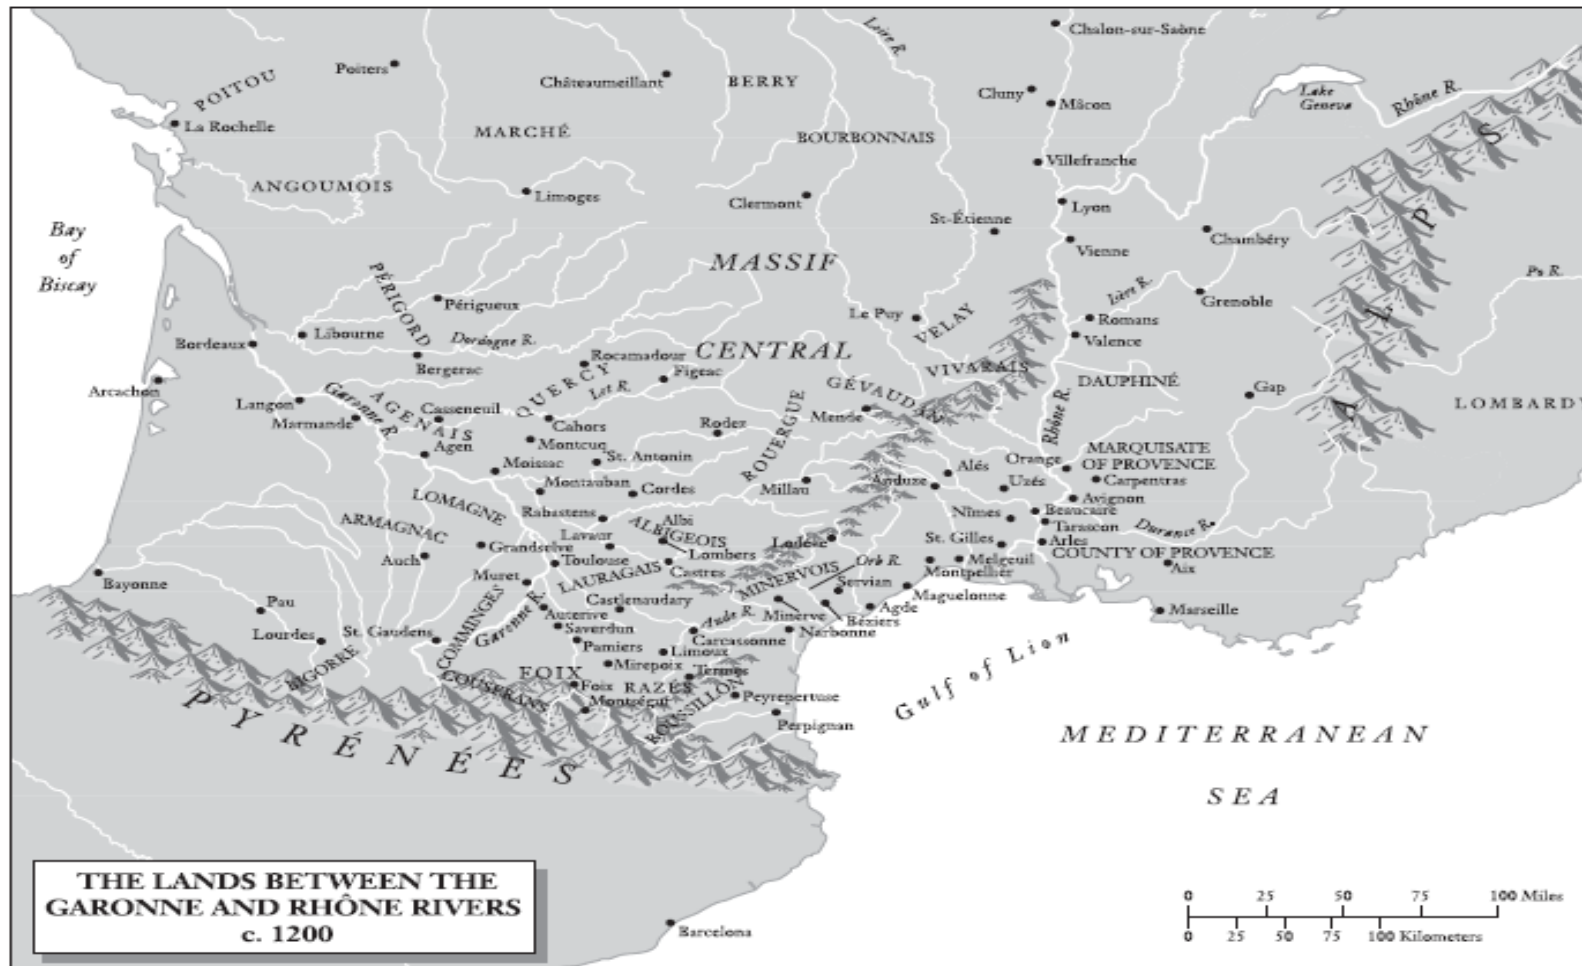 Chalon-sur-Saône
Loire R.
Poitiers
POITOU
Châteaumeillant
BERRY
Cluny
Mâcon
Lake
Geneva
Rhône R.
La Rochelle
MARCHÉ
BOURBONNAIS
Villefranche
ANGOUMOIS
Limoges
Clermont
Lyon
St-Étienne
Chambéry
Vienne
Bay
of
Biscay
MASSIF
Po R.
PÉRIGORD
Périgueux
Isère R.
Grenoble
Le Puy
VELAY
Romans
Libourne
Valence
Bordeaux
Dordogne R.
CENTRAL
Rocamadour
Bergerac
Figeac
VIVARAIS
DAUPHINÉ
ALPS
Arcachon
QUERCY
Lot R.
GÉVAUDAN
Gap
LOMBARDY
Langon
Garonne R.
AGENAIS
Casseneuil
Mende
Rhône R.
Marmande
Cahors
Rodez
ROUERGUE
Montcuq
Agen
St. Antonin
Orange
MARQUISATE
OF PROVENCE
Moissac
Alés
Carpentras
Montauban
Cordes
Millau
Anduze
Uzés
Avignon
LOMAGNE
Rabastens
Nîmes
Beaucaire
ARMAGNAC
Albi
ALBIGEOIS
Tarascon
Durance R.
Lavaur
Lodève
St. Gilles
Arles
Grandselve
Lombers
COUNTY OF PROVENCE
Auch
Toulouse
Orb R.
Melgueil
Aix
Bayonne
Muret
LAURAGAIS
Castres
MINERVOIS
Servian
Montpellier
Maguelonne
Pau
COMMINGES
Castlenaudary
Agde
Marseille
Garonne R.
Auterive
Aude R.
Minerve
Béziers
Lourdes
St. Gaudens
Saverdun
Carcassonne
Narbonne
Pamiers
Limoux
BIGORRE
Mirepoix
Termes
Gulf of Lion
FOIX
COUSERANS
Foix
RAZÉS
Montségur
ROUSSILLON
Peyrepertuse
Perpignan
PYRÉNÉES
MEDITERRANEAN
SEA
THE LANDS BETWEEN THE
GARONNE AND RHÔNE RIVERS
c. 1200
Barcelona
0 25 50 75 100 Miles
0 25 50 75 100 Kilometers